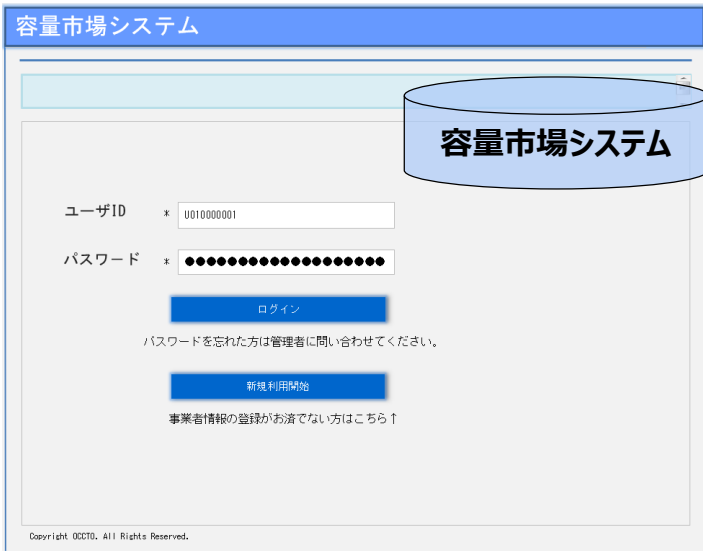 容量市場システム
容量市場システム
ユーザID * U010000001
パスワード * ●●●●●●●●●●●●●●●●●●●
ログイン
パスワードを忘れた方は管理者に問い合わせてください。
新規利用開始
事業者情報の登録がお済でない方はこちら↑
Copyright OCCTO. All Rights Reserved.